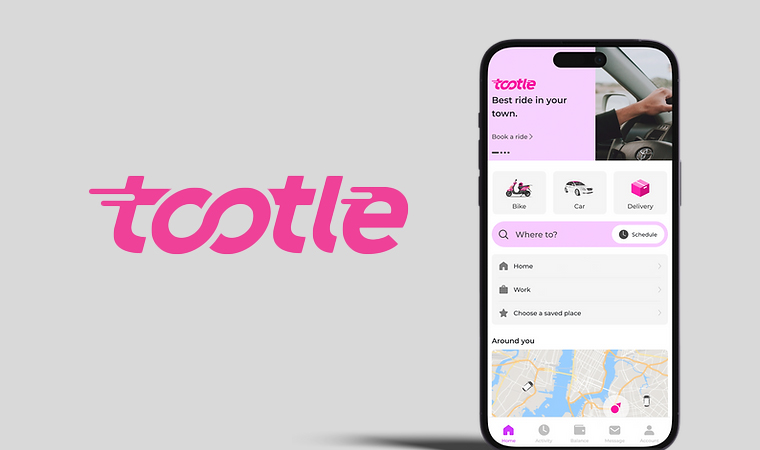 tootle
tootle
Best ride in your
town.
Book a ride
Bike
Car
Delivery
Where to?
Schedule
Home
Work
Choose a saved place
Around you
Home
Activity
Balance
Message
Account